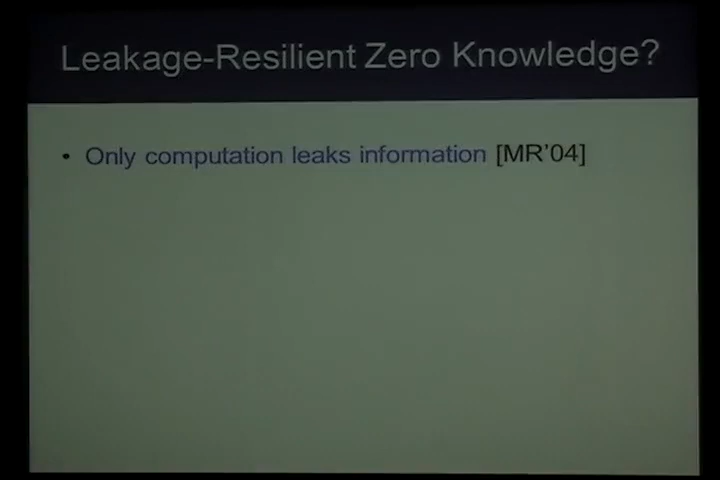 Leakage-Resilient Zero Knowledge?
• Only computation leaks information [MR'04]